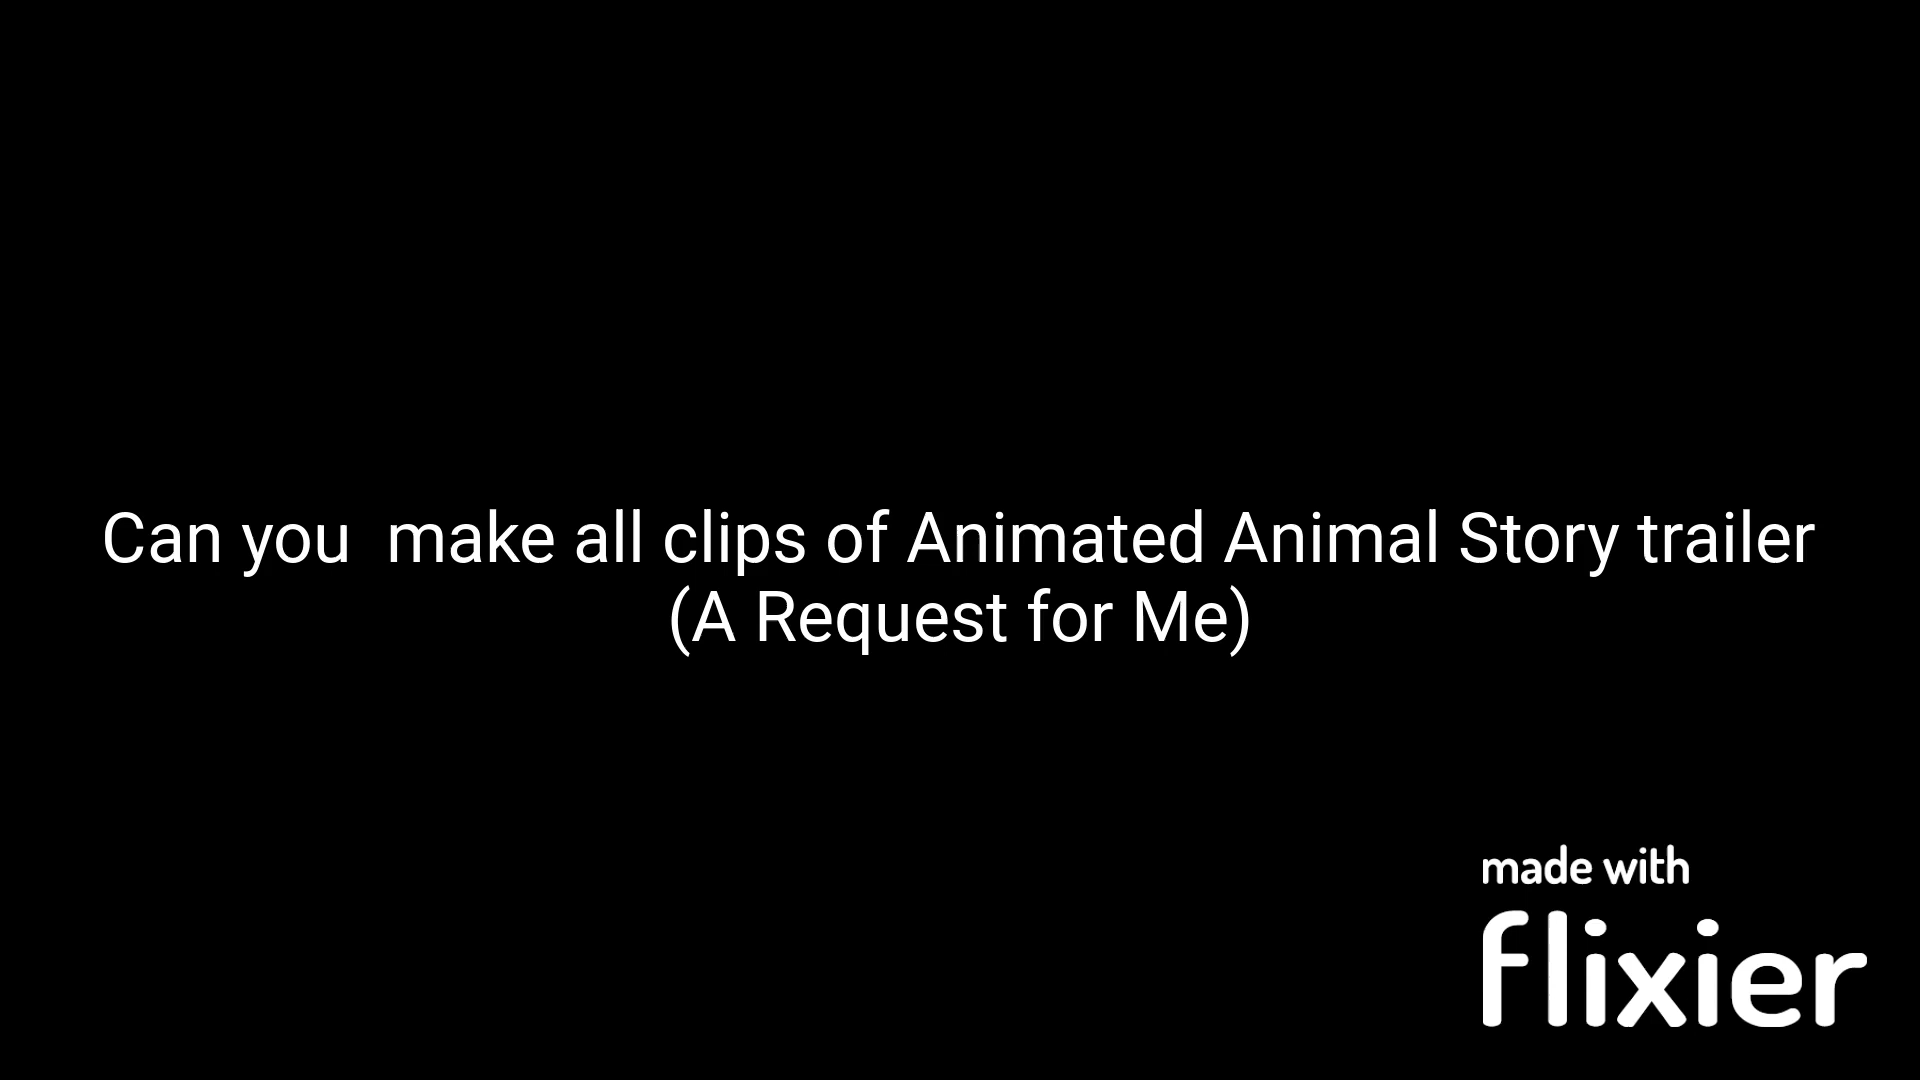 Can you  make all clips of Animated Animal Story trailer
(A Request for Me)
made with
flixier